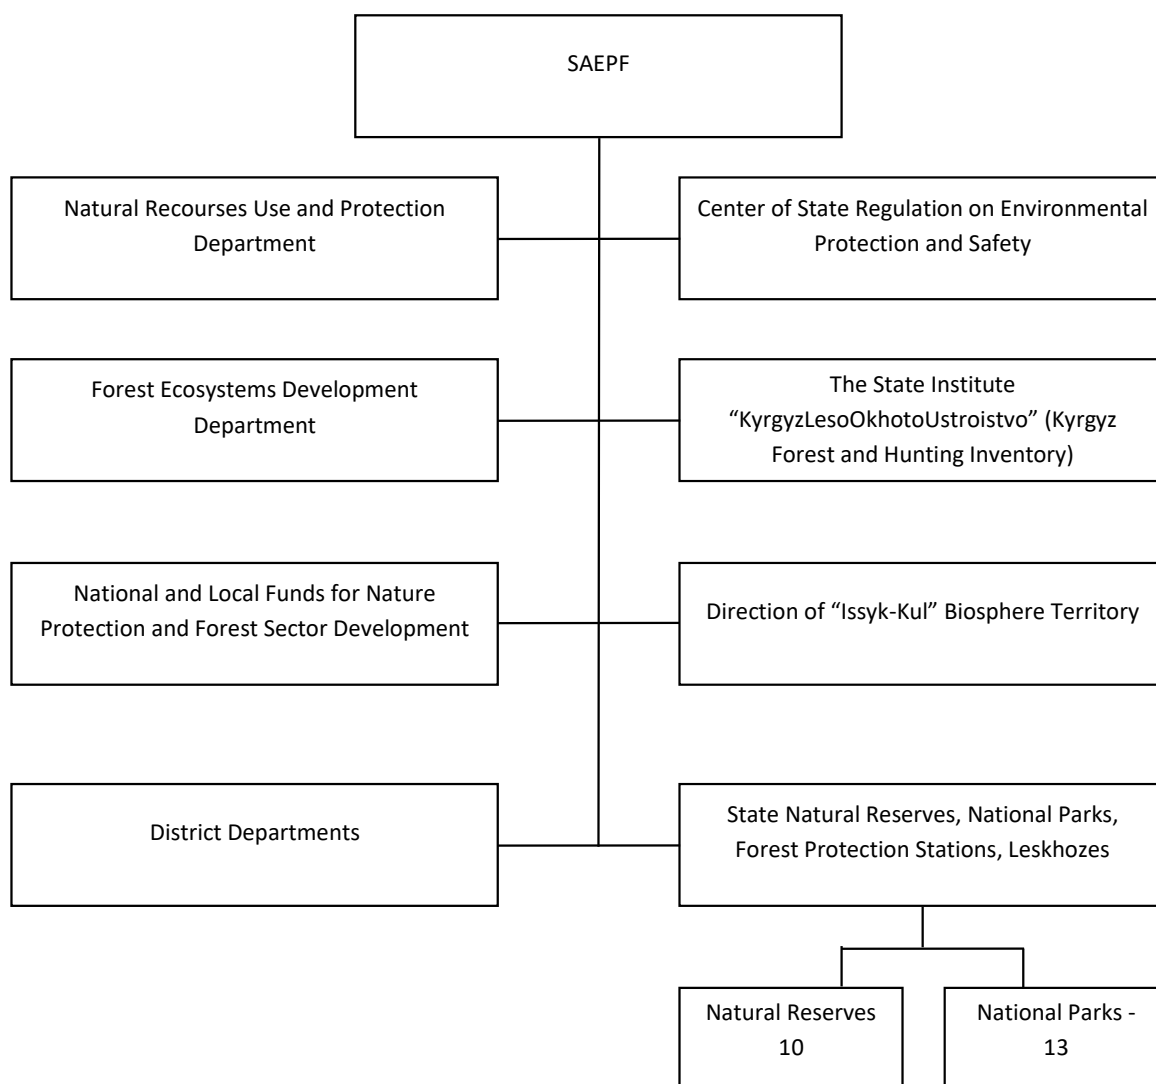 SAEPF
Natural Recourses Use and Protection
Department
Center of State Regulation on Environmental
Protection and Safety
Forest Ecosystems Development
Department
The State Institute
“KyrgyzLesoOkhotoUstroistvo” (Kyrgyz
Forest and Hunting Inventory)
National and Local Funds for Nature
Protection and Forest Sector Development
Direction of “Issyk-Kul” Biosphere Territory
District Departments
State Natural Reserves, National Parks,
Forest Protection Stations, Leskhozes
Natural Reserves
10
National Parks -
13